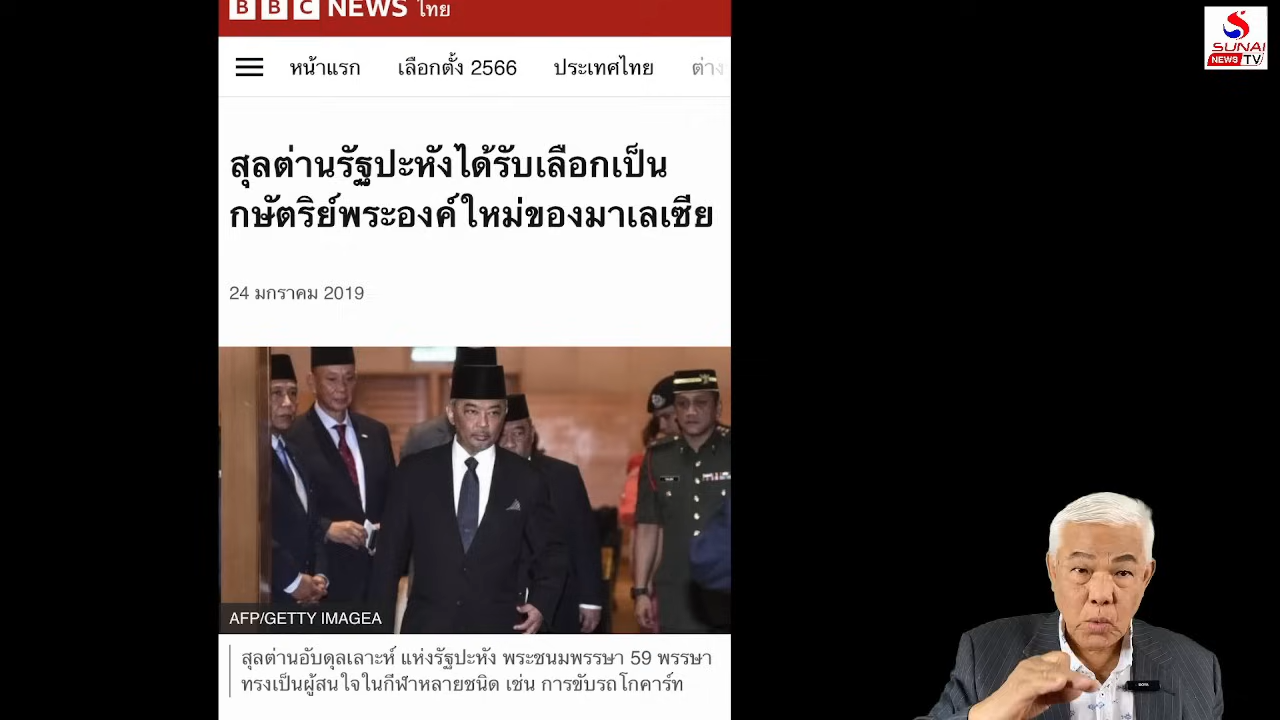 BBC NEWS ไทย
SUNAI
NEWS TV
หน้าแรก เลือกตั้ง 2566 ประเทศไทย ต่าง
สุลต่านรัฐปะหังได้รับเลือกเป็น
กษัตริย์พระองค์ใหม่ของมาเลเซีย
24 มกราคม 2019
AFP/GETTY IMAGEA
สุลต่านอับดุลเลาะห์ แห่งรัฐปะหัง พระชนมพรรษา 59 พรรษา
ทรงเป็นผู้สนใจในกีฬาหลายชนิด เช่น การขับรถโกคาร์ท
BOYA